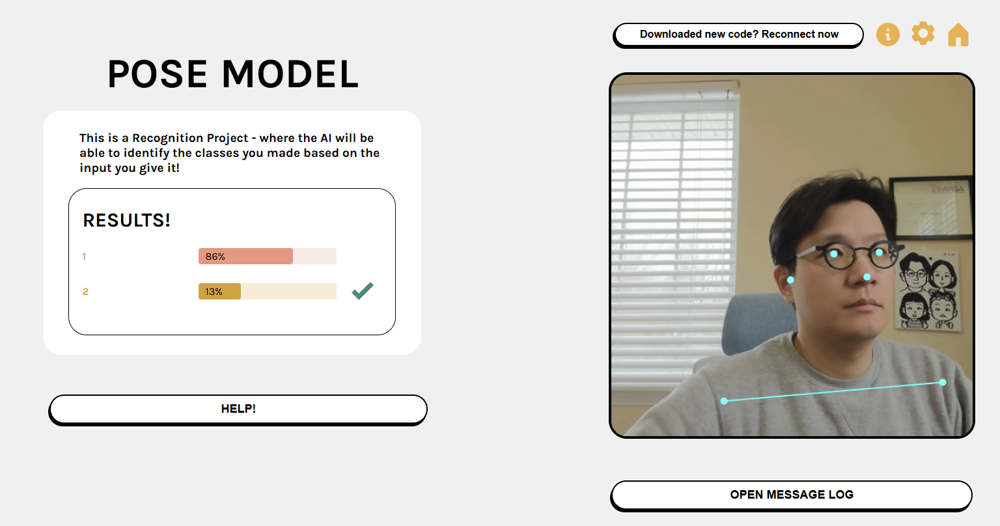 Downloaded new code? Reconnect now
POSE MODEL
This is a Recognition Project - where the AI will be
able to identify the classes you made based on the
input you give it!
RESULTS!
1
86%
2
13%
HELP!
OPEN MESSAGE LOG